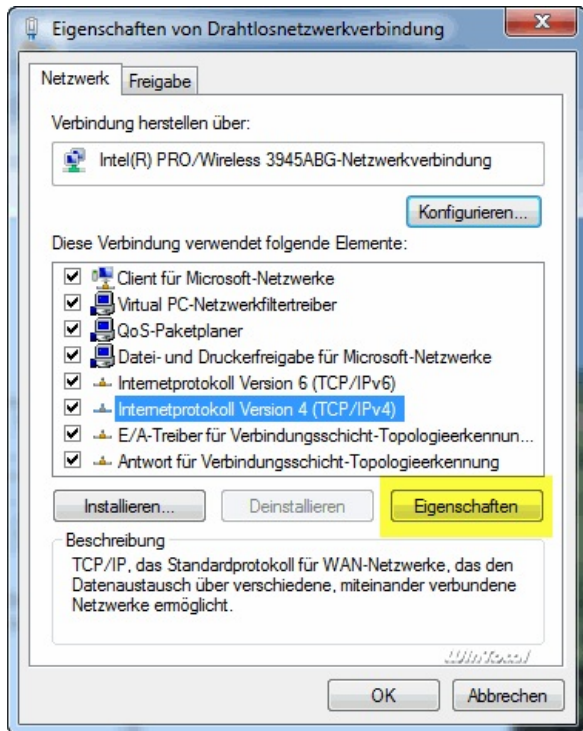 Eigenschaften von Drahtlosnetzwerkverbindung
Netzwerk
Freigabe
Verbindung herstellen über:
Intel(R) PRO/Wireless 3945ABG-Netzwerkverbindung
Konfigurieren...
Diese Verbindung verwendet folgende Elemente:
Client für Microsoft-Netzwerke
Virtual PC-Netzwerkfiltertreiber
QoS-Paketplaner
Datei- und Druckerfreigabe für Microsoft-Netzwerke
Internetprotokoll Version 6 (TCP/IPv6)
Internetprotokoll Version 4 (TCP/IPv4)
E/A-Treiber für Verbindungsschicht-Topologieerkennun...
Antwort für Verbindungsschicht-Topologieerkennung
Installieren...
Deinstallieren
Eigenschaften
Beschreibung
TCP/IP, das Standardprotokoll für WAN-Netzwerke, das den
Datenaustausch über verschiedene, miteinander verbundene
Netzwerke ermöglicht.
WinTotal
OK
Abbrechen